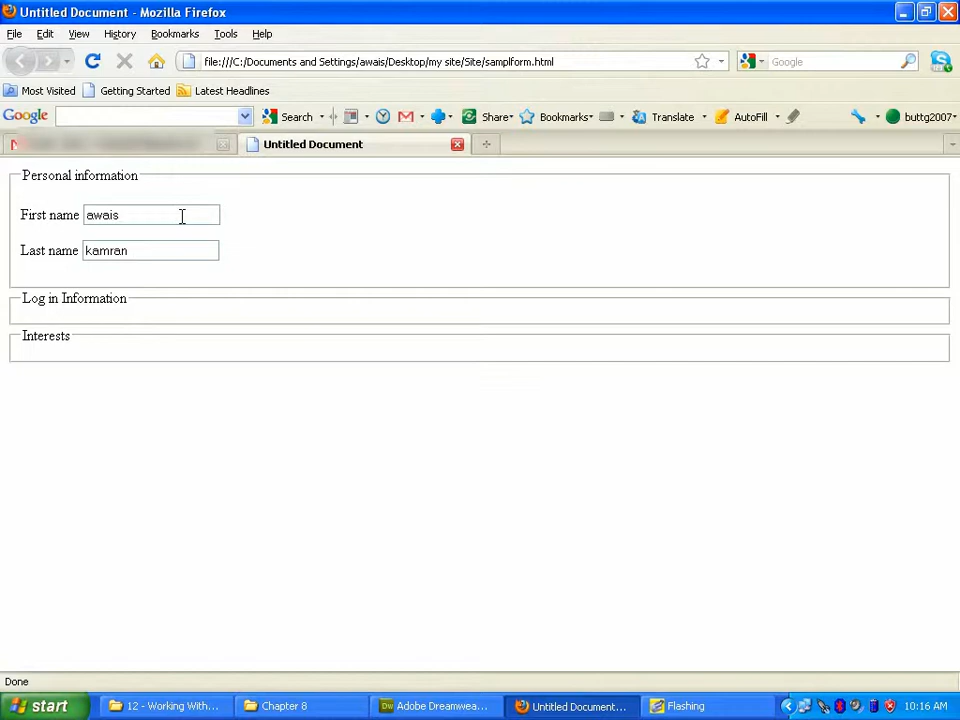 Untitled Document - Mozilla Firefox
File Edit View History Bookmarks Tools Help
file:///C:/Documents and Settings/awais/Desktop/my site/Site/samplform.html
Google
Most Visited Getting Started Latest Headlines
Google Search Share Bookmarks Translate AutoFill buttg2007
Untitled Document
Personal information
First name awais
Last name kamran
Log in Information
Interests
Done
start 12 - Working With... Chapter 8 Adobe Dreamwea... Untitled Document... Flashing 10:16 AM